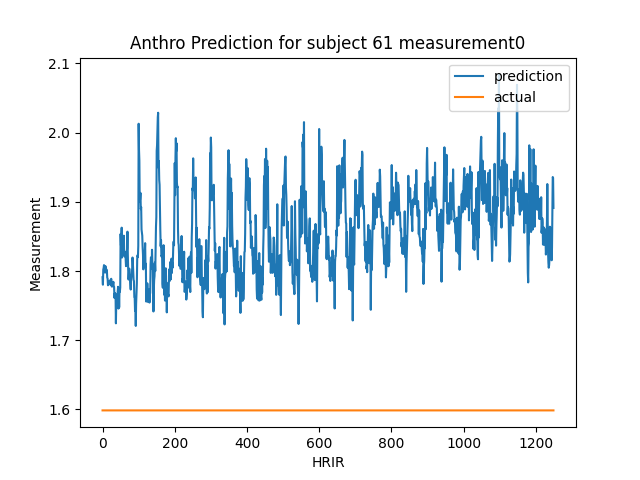 Anthro Prediction for subject 61 measurement0
prediction
actual
Measurement
2.1
2.0
1.9
1.8
1.7
1.6
0
200
400
600
800
1000
1200
HRIR